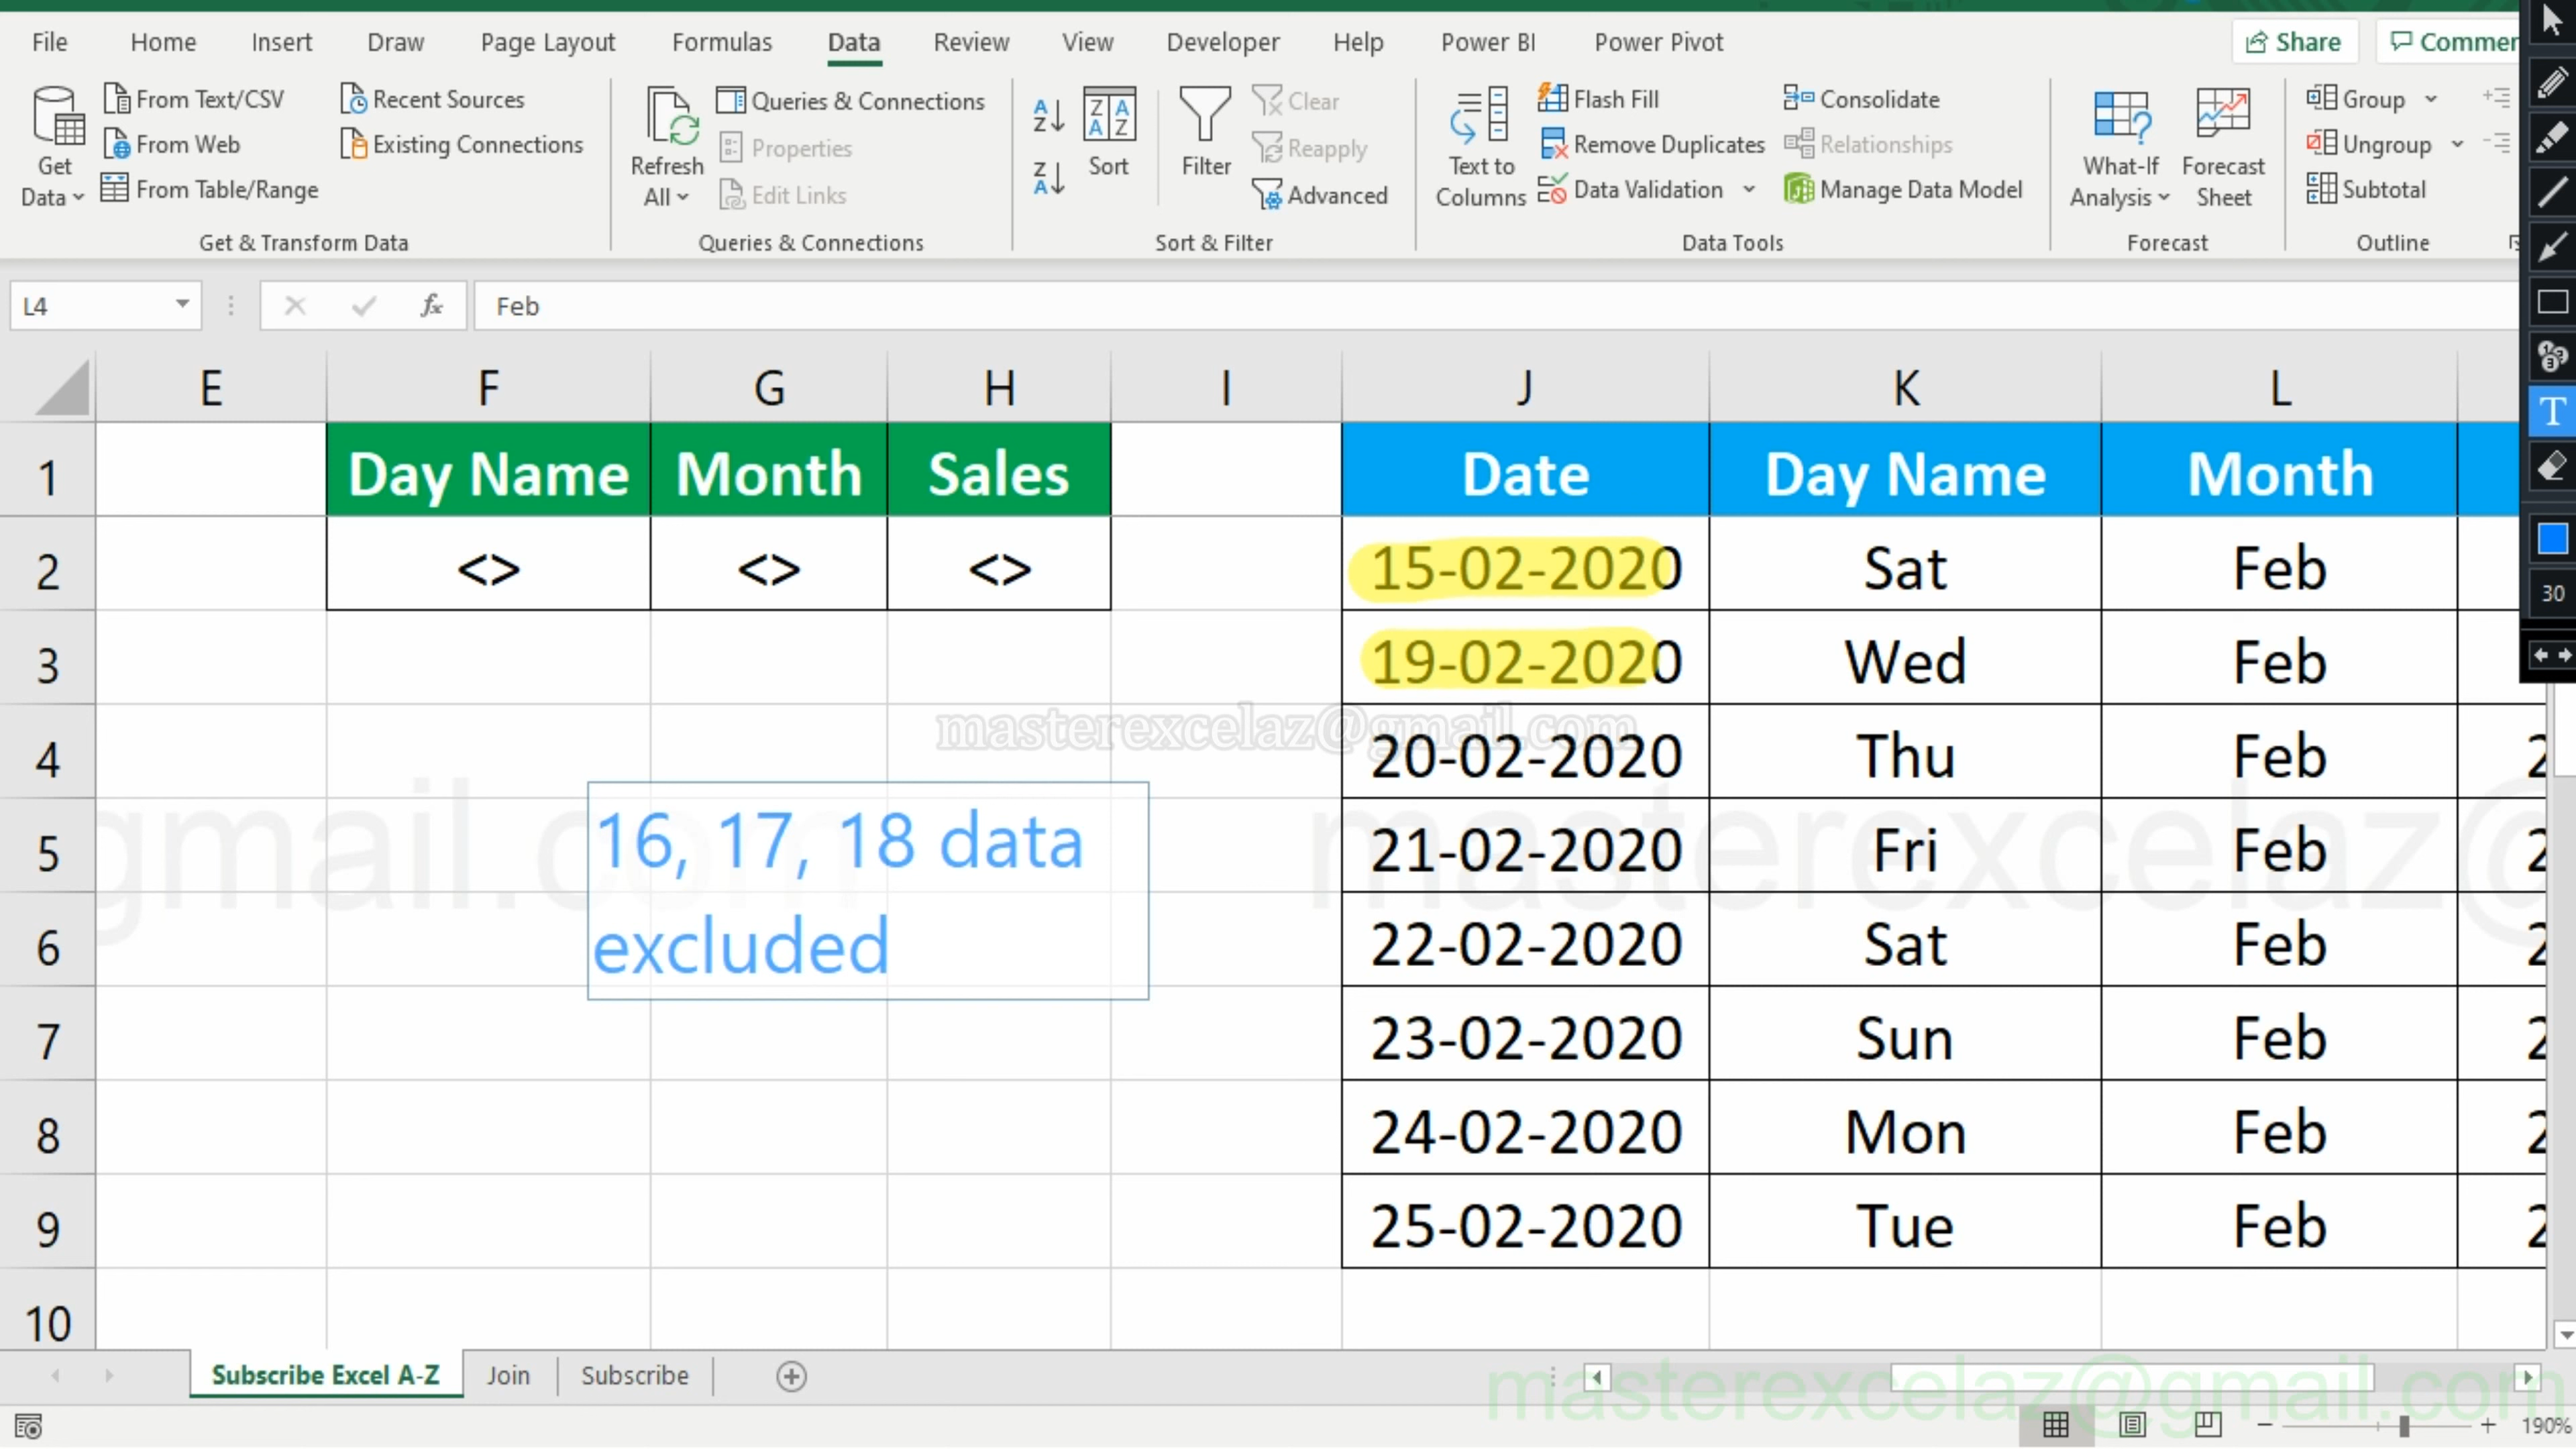 File Home Insert Draw Page Layout Formulas Data Review View Developer Help Power BI Power Pivot Share
Get Data
From Text/CSV
From Web
From Table/Range
Recent Sources
Existing Connections
Get & Transform Data
Refresh All
Queries & Connections
Properties
Edit Links
Queries & Connections
Sort
Filter
Clear
Reapply
Advanced
Sort & Filter
Text to Columns
Flash Fill
Remove Duplicates
Data Validation
Consolidate
Relationships
Manage Data Model
Data Tools
What-If Analysis
Forecast Sheet
Forecast
Group
Ungroup
Subtotal
Outline
30
L4 fx Feb
E F G H I J K L
1 Day Name Month Sales Date Day Name Month
2 <> <> <> 15-02-2020 Sat Feb
3 19-02-2020 Wed Feb
masterexcelaz@gmail.com
4 20-02-2020 Thu Feb
5 21-02-2020 Fri Feb
6 22-02-2020 Sat Feb
7 23-02-2020 Sun Feb
8 24-02-2020 Mon Feb
9 25-02-2020 Tue Feb
10
16, 17, 18 data
excluded
gmail.com masterexcelaz@
Subscribe Excel A-Z Join Subscribe
masterexcelaz@gmail.com
190%